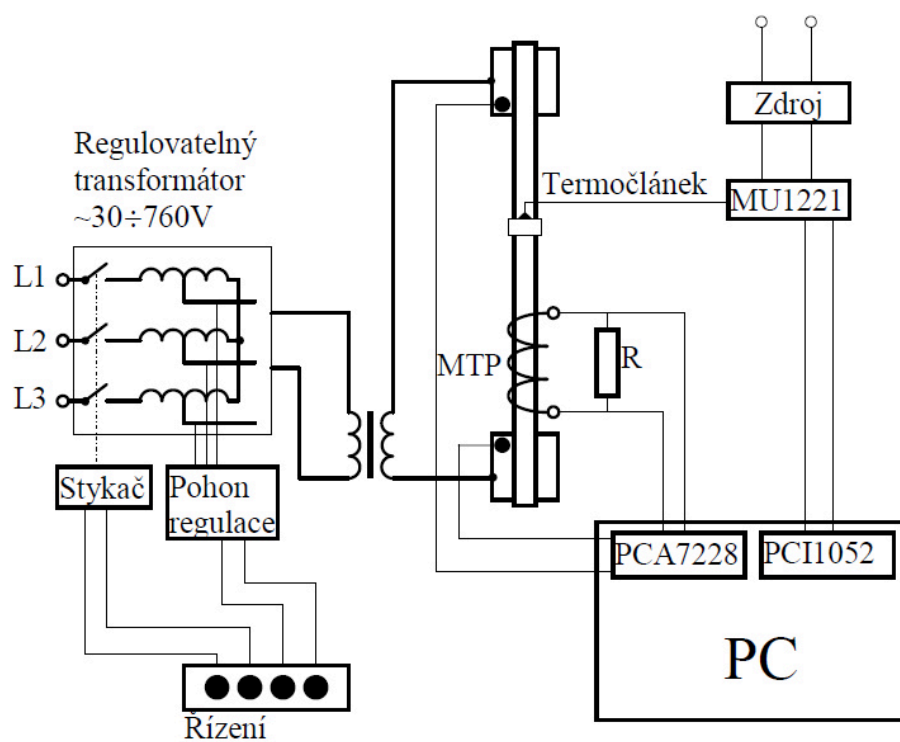 Zdroj
Regulovatelný
transformátor
~30÷760V
Termočlánek
MU1221
L1
L2
L3
MTP
R
Stykač
Pohon
regulace
PCA7228
PCI1052
PC
Řízení